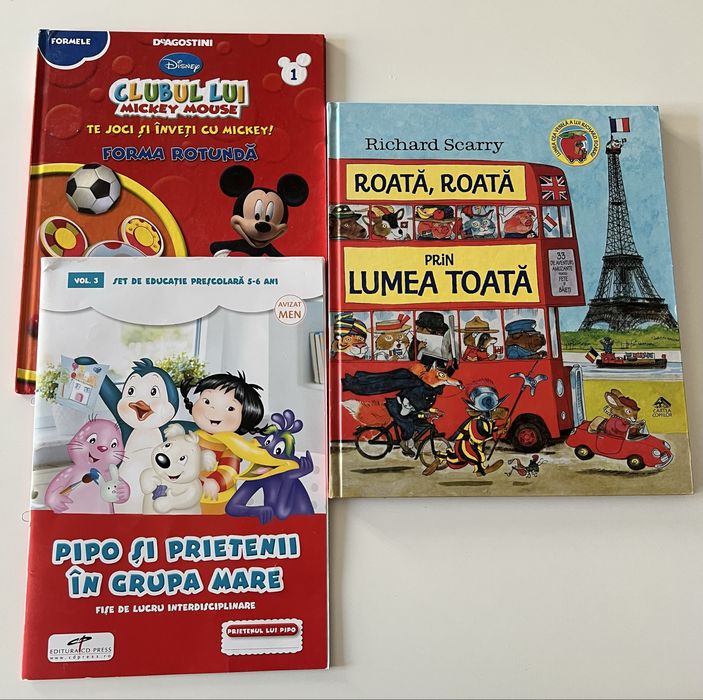 FORMELE
DeAGOSTINI
Disney
1
CLUBUL LUI
MICKEY MOUSE
TE JOCI ȘI ÎNVEȚI CU MICKEY!
FORMA ROTUNDĂ
VOL. 3 SET DE EDUCAȚIE PREȘCOLARĂ 5-6 ANI
AVIZAT
MEN
PIPO ȘI PRIETENII
ÎN GRUPA MARE
FIȘE DE LUCRU INTERDISCIPLINARE
PRIETENUL LUI PIPO
EDITURA CD PRESS
www.cdpress.ro
Richard Scarry
ROATĂ, ROATĂ
PRIN
LUMEA TOATĂ
33
DE AVENTURI
AMUZANTE
PENTRU
FETE
ȘI
BĂIEȚI
CARTEA
COPIILOR